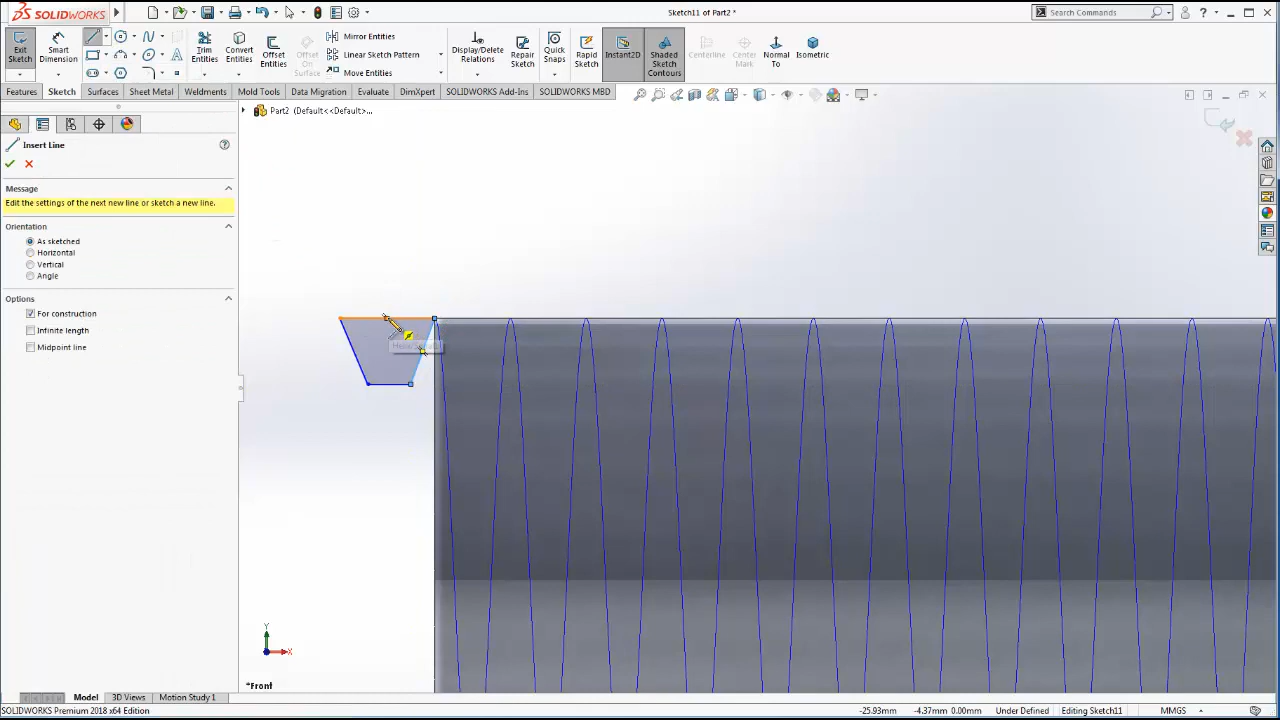 SOLIDWORKS
Sketch11 of Part2 *
Search Commands
Exit Sketch
Smart Dimension
Trim Entities
Convert Entities
Offset Entities
Offset On Surface
Mirror Entities
Linear Sketch Pattern
Move Entities
Display/Delete Relations
Repair Sketch
Quick Snaps
Rapid Sketch
Instant2D
Shaded Sketch Contours
Centerline
Center Mark
Normal To
Isometric
Features
Sketch
Surfaces
Sheet Metal
Weldments
Mold Tools
Data Migration
Evaluate
DimXpert
SOLIDWORKS Add-Ins
SOLIDWORKS MBD
Part2 (Default<<Default>...
Insert Line
Message
Edit the settings of the next new line or sketch a new line.
Orientation
As sketched
Horizontal
Vertical
Angle
Options
For construction
Infinite length
Midpoint line
Y
X
*Front
Model
3D Views
Motion Study 1
SOLIDWORKS Premium 2018 x64 Edition
-25.93mm
-4.37mm
0.00mm
Under Defined
Editing Sketch11
MMGS